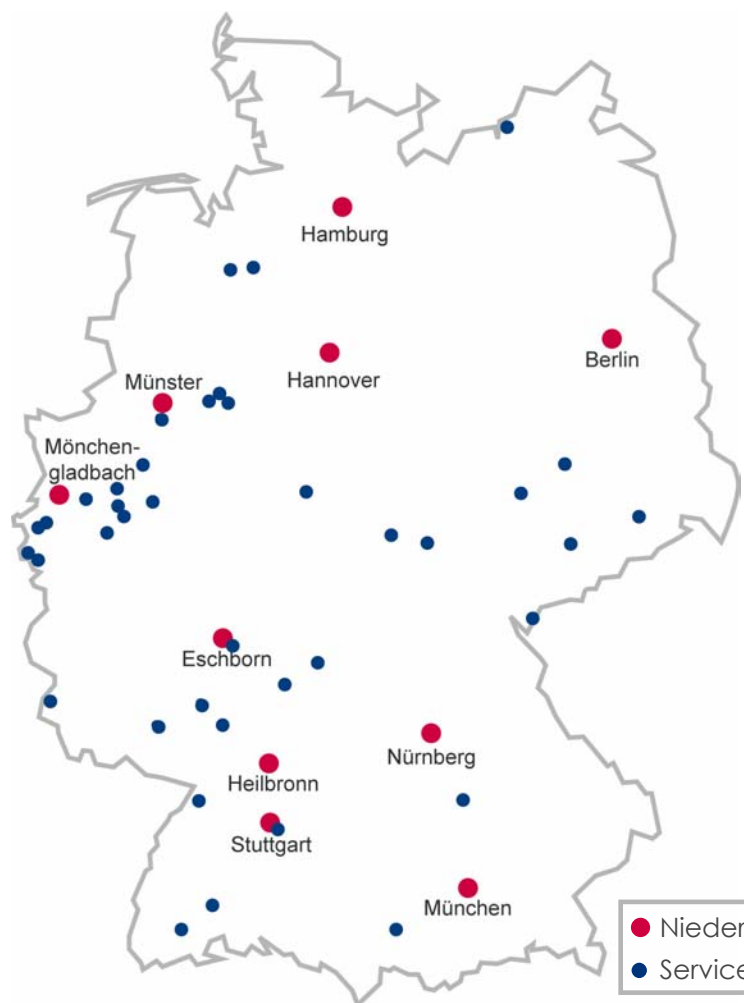 Hamburg
Hannover
Berlin
Münster
Mönchen-
gladbach
Eschborn
Nürnberg
Heilbronn
Stuttgart
München
Nieder
Service